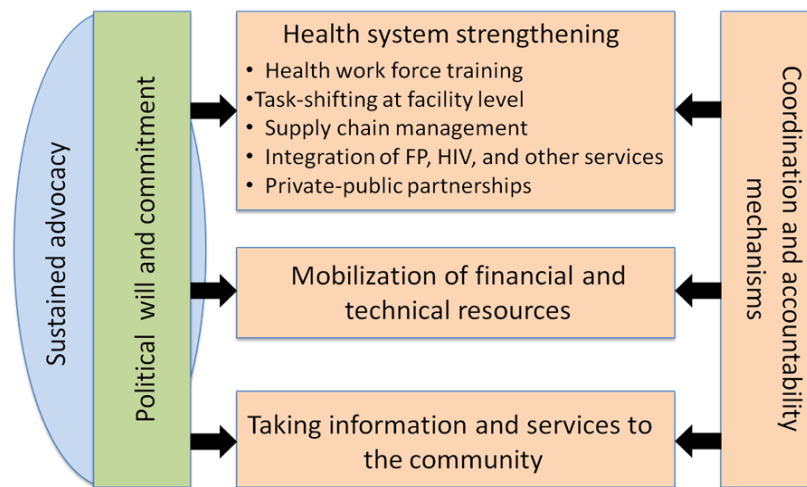 Sustained advocacy
Political will and commitment
Health system strengthening
• Health work force training
•Task-shifting at facility level
• Supply chain management
• Integration of FP, HIV, and other services
• Private-public partnerships
Mobilization of financial and
technical resources
Taking information and services to
the community
Coordination and accountability
mechanisms